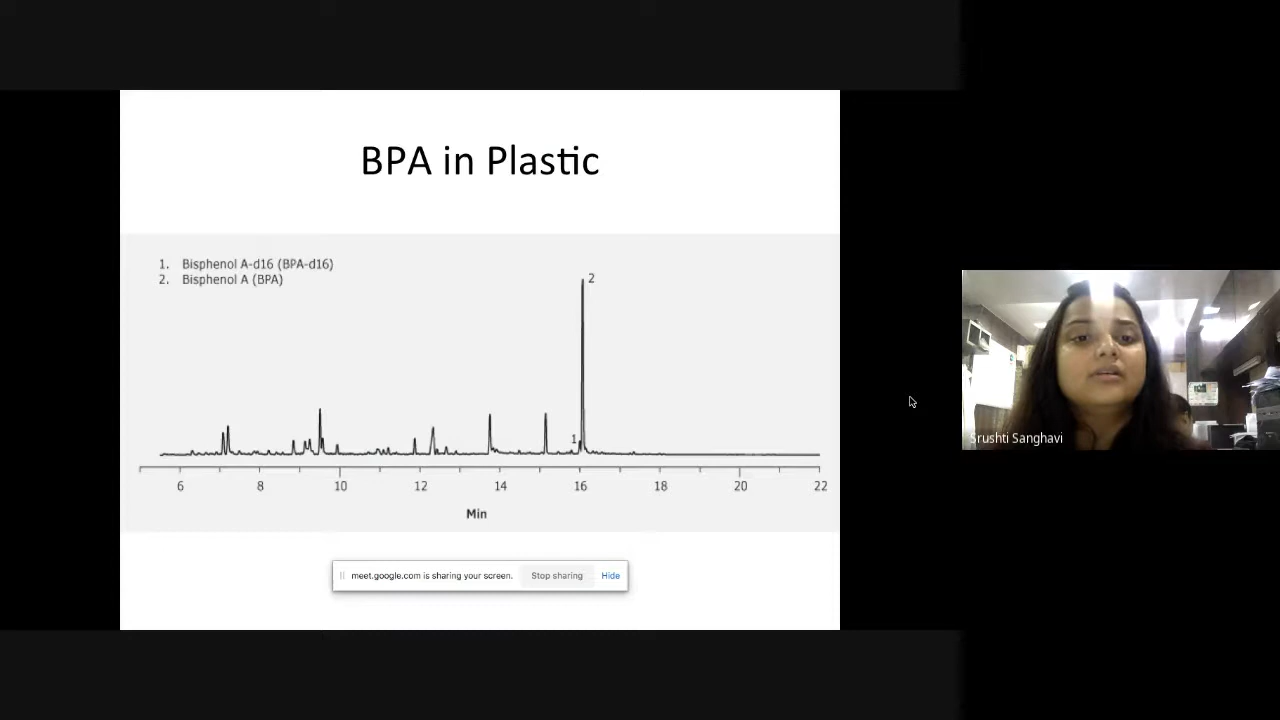 BPA in Plastic
1. Bisphenol A-d16 (BPA-d16)
2. Bisphenol A (BPA)
2
1
6 8 10 12 14 16 18 20 22
Min
meet.google.com is sharing your screen. Stop sharing Hide
Srushti Sanghavi